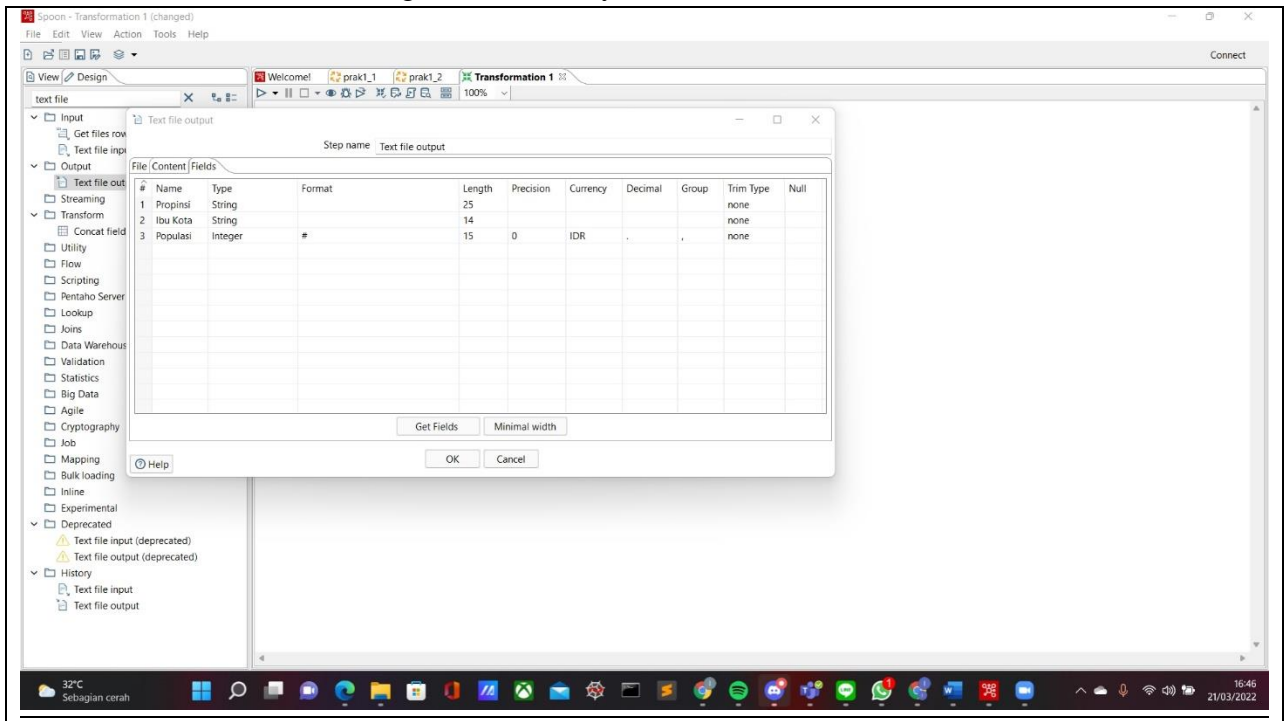 Spoon - Transformation 1 (changed)
File Edit View Action Tools Help
Connect
View Design
Welcome! prak1_1 prak1_2 Transformation 1
text file
100%
Input
Get files row
Text file inp
Output
Text file out
Streaming
Transform
Concat field
Utility
Flow
Scripting
Pentaho Server
Lookup
Joins
Data Warehous
Validation
Statistics
Big Data
Agile
Cryptography
Job
Mapping
Bulk loading
Inline
Experimental
Deprecated
Text file input (deprecated)
Text file output (deprecated)
History
Text file input
Text file output
Text file output
Step name Text file output
File Content Fields
# Name Type Format Length Precision Currency Decimal Group Trim Type Null
1 Propinsi String 25 none
2 Ibu Kota String 14 none
3 Populasi Integer # 15 0 IDR . , none
Get Fields Minimal width
Help OK Cancel
32°C
Sebagian cerah
16:46
21/03/2022